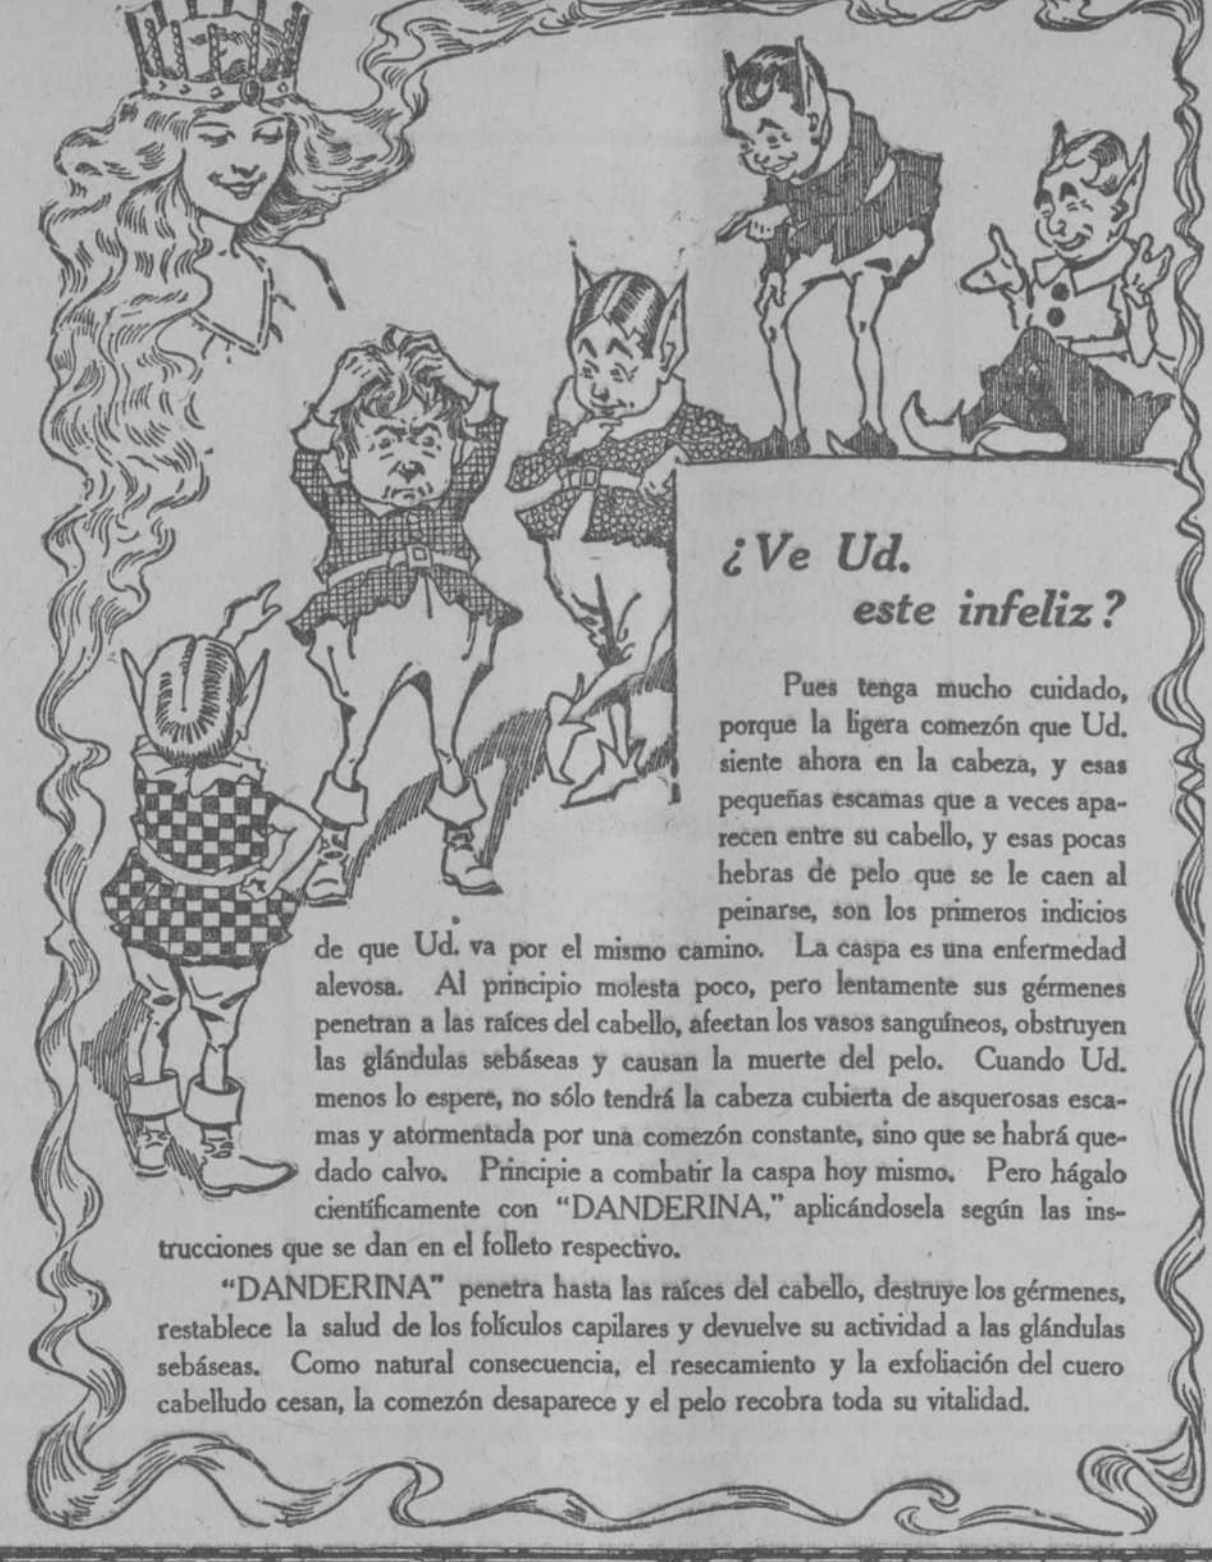 ¿Ve Ud.
este infeliz?
Pues tenga mucho cuidado,
porque la ligera comezón que Ud.
siente ahora en la cabeza, y esas
pequeñas escamas que a veces apa-
recen entre su cabello, y esas pocas
hebras de pelo que se le caen al
peinarse, son los primeros indicios
de que Ud. va por el mismo camino. La caspa es una enfermedad
alevosa. Al principio molesta poco, pero lentamente sus gérmenes
penetran a las raíces del cabello, afectan los vasos sanguíneos, obstruyen
las glándulas sebáseas y causan la muerte del pelo. Cuando Ud.
menos lo espere, no sólo tendrá la cabeza cubierta de asquerosas esca-
mas y atormentada por una comezón constante, sino que se habrá que-
dado calvo. Principie a combatir la caspa hoy mismo. Pero hágalo
científicamente con "DANDERINA," aplicándosela según las ins-
trucciones que se dan en el folleto respectivo.
"DANDERINA" penetra hasta las raíces del cabello, destruye los gérmenes,
restablece la salud de los folículos capilares y devuelve su actividad a las glándulas
sebáseas. Como natural consecuencia, el resecamiento y la exfoliación del cuero
cabelludo cesan, la comezón desaparece y el pelo recobra toda su vitalidad.